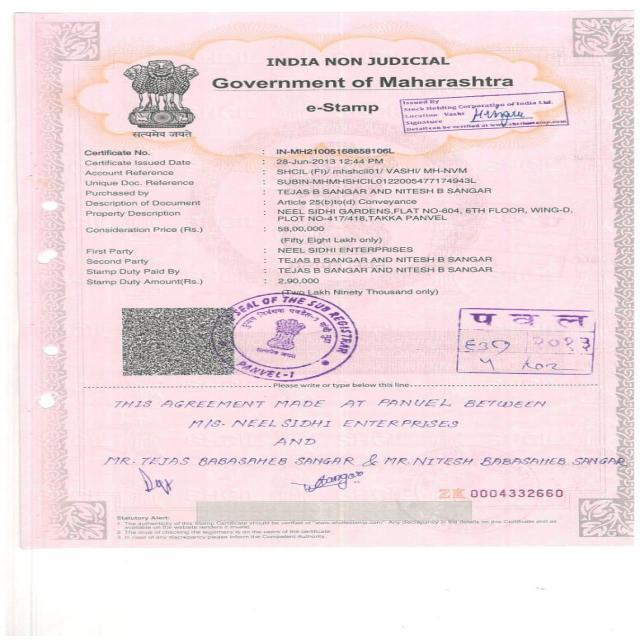 INDIA NON JUDICIAL
Government of Maharashtra
e-Stamp
सत्यमेव जयते
Issued By
Stock Holding Corporation of India Ltd.
Location Vashi
Signature
Details can be verified at www.shcilestamp.com
Certificate No. : IN-MH21005168658106L
Certificate Issued Date : 28-Jun-2013 12:44 PM
Account Reference : SHCIL (FI)/ mhshcil01/ VASHI/ MH-NVM
Unique Doc. Reference : SUBIN-MHMHSHCIL0122005477174943L
Purchased by : TEJAS B SANGAR AND NITESH B SANGAR
Description of Document : Article 25(b)to(d) Conveyance
Property Description : NEEL SIDHI GARDENS,FLAT NO-604, 6TH FLOOR, WING-D,
PLOT NO-417/418,TAKKA PANVEL
Consideration Price (Rs.) : 58,00,000
(Fifty Eight Lakh only)
First Party : NEEL SIDHI ENTERPRISES
Second Party : TEJAS B SANGAR AND NITESH B SANGAR
Stamp Duty Paid By : TEJAS B SANGAR AND NITESH B SANGAR
Stamp Duty Amount(Rs.) : 2,90,000
(Two Lakh Ninety Thousand only)
SEAL OF THE SUB REGISTRAR
सत्यमेव जयते
PANVEL-1
प व ल
२०१३
Please write or type below this line
THIS AGREEMENT MADE AT PANVEL BETWEEN
M/S. NEEL SIDHI ENTERPRISES
AND
MR. TEJAS BABASAHEB SANGAR & MR. NITESH BABASAHEB SANGAR
ZK 0004332660
Statutory Alert:
1. The authenticity of this Stamp Certificate should be verified at "www.shcilestamp.com". Any discrepancy in the details on this Certificate and as
available on the website renders it invalid.
2. The onus of checking the legitimacy is on the users of the certificate.
3. In case of any discrepancy please inform the Competent Authority.